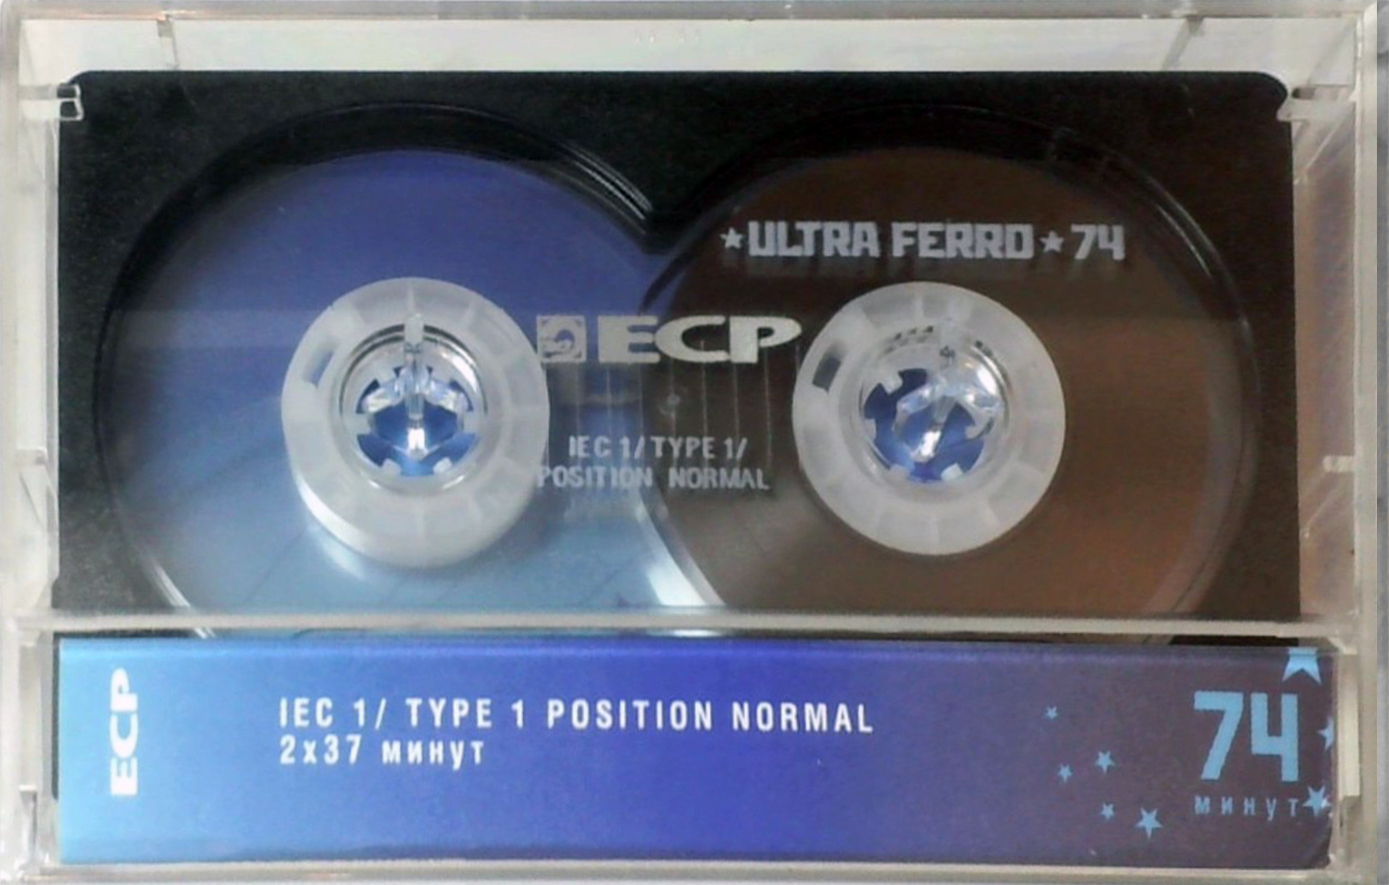 ★ULTRA FERRO★74
ECP
IEC 1/TYPE 1/
POSITION NORMAL
ECP
IEC 1/ TYPE 1 POSITION NORMAL
2x37 минут
74
минут